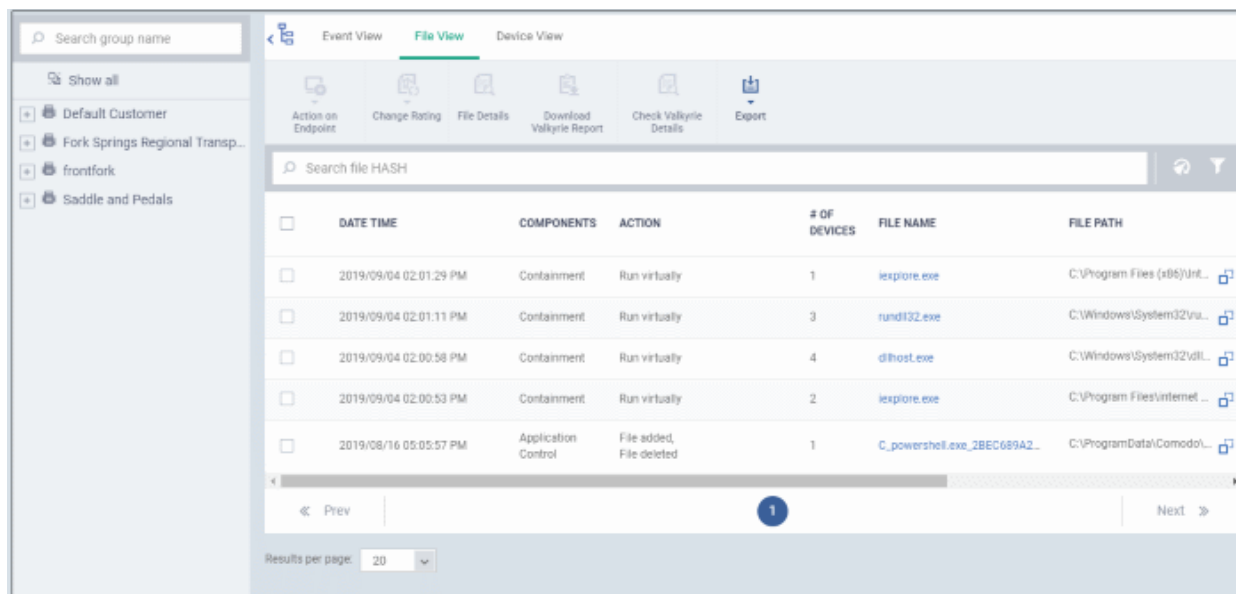 Search group name
Show all
Default Customer
Fork Springs Regional Transp...
frontfork
Saddle and Pedals
Event View File View Device View
Action on Endpoint
Change Rating
File Details
Download Valkyrie Report
Check Valkyrie Details
Export
Search file HASH
DATE TIME COMPONENTS ACTION # OF DEVICES FILE NAME FILE PATH
2019/09/04 02:01:29 PM Containment Run virtually 1 iexplore.exe C:\Program Files (x86)\Int...
2019/09/04 02:01:11 PM Containment Run virtually 3 rundll32.exe C:\Windows\System32\ru...
2019/09/04 02:00:58 PM Containment Run virtually 4 dllhost.exe C:\Windows\System32\dll...
2019/09/04 02:00:53 PM Containment Run virtually 2 iexplore.exe C:\Program Files\internet ...
2019/08/16 05:05:57 PM Application Control File added, File deleted 1 C_powershell.exe_2BEC689A2... C:\ProgramData\Comodo\...
Prev 1 Next
Results per page: 20